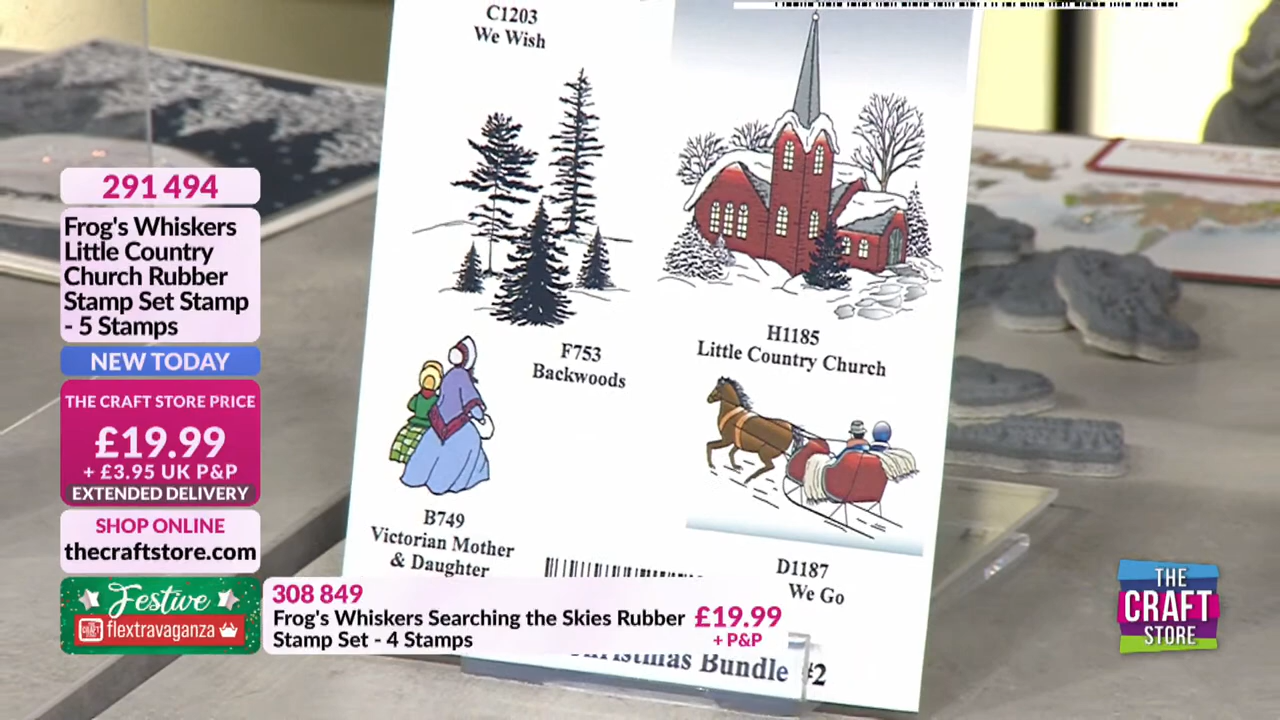 C1203
We Wish
291 494
Frog's Whiskers
Little Country
Church Rubber
Stamp Set Stamp
- 5 Stamps
NEW TODAY
THE CRAFT STORE PRICE
£19.99
+ £3.95 UK P&P
EXTENDED DELIVERY
SHOP ONLINE
thecraftstore.com
F753
Backwoods
H1185
Little Country Church
B749
Victorian Mother
& Daughter
D1187
We Go
Festive
flextravaganza
308 849
Frog's Whiskers Searching the Skies Rubber
Stamp Set - 4 Stamps
£19.99
+ P&P
Christmas Bundle #2
THE
CRAFT
STORE